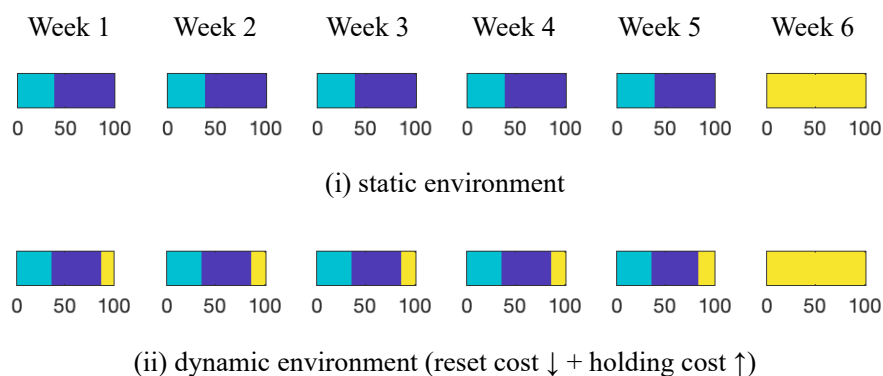 Week 1 Week 2 Week 3 Week 4 Week 5 Week 6
0 50 100 0 50 100 0 50 100 0 50 100 0 50 100 0 50 100
(i) static environment
0 50 100 0 50 100 0 50 100 0 50 100 0 50 100 0 50 100
(ii) dynamic environment (reset cost ↓ + holding cost ↑)